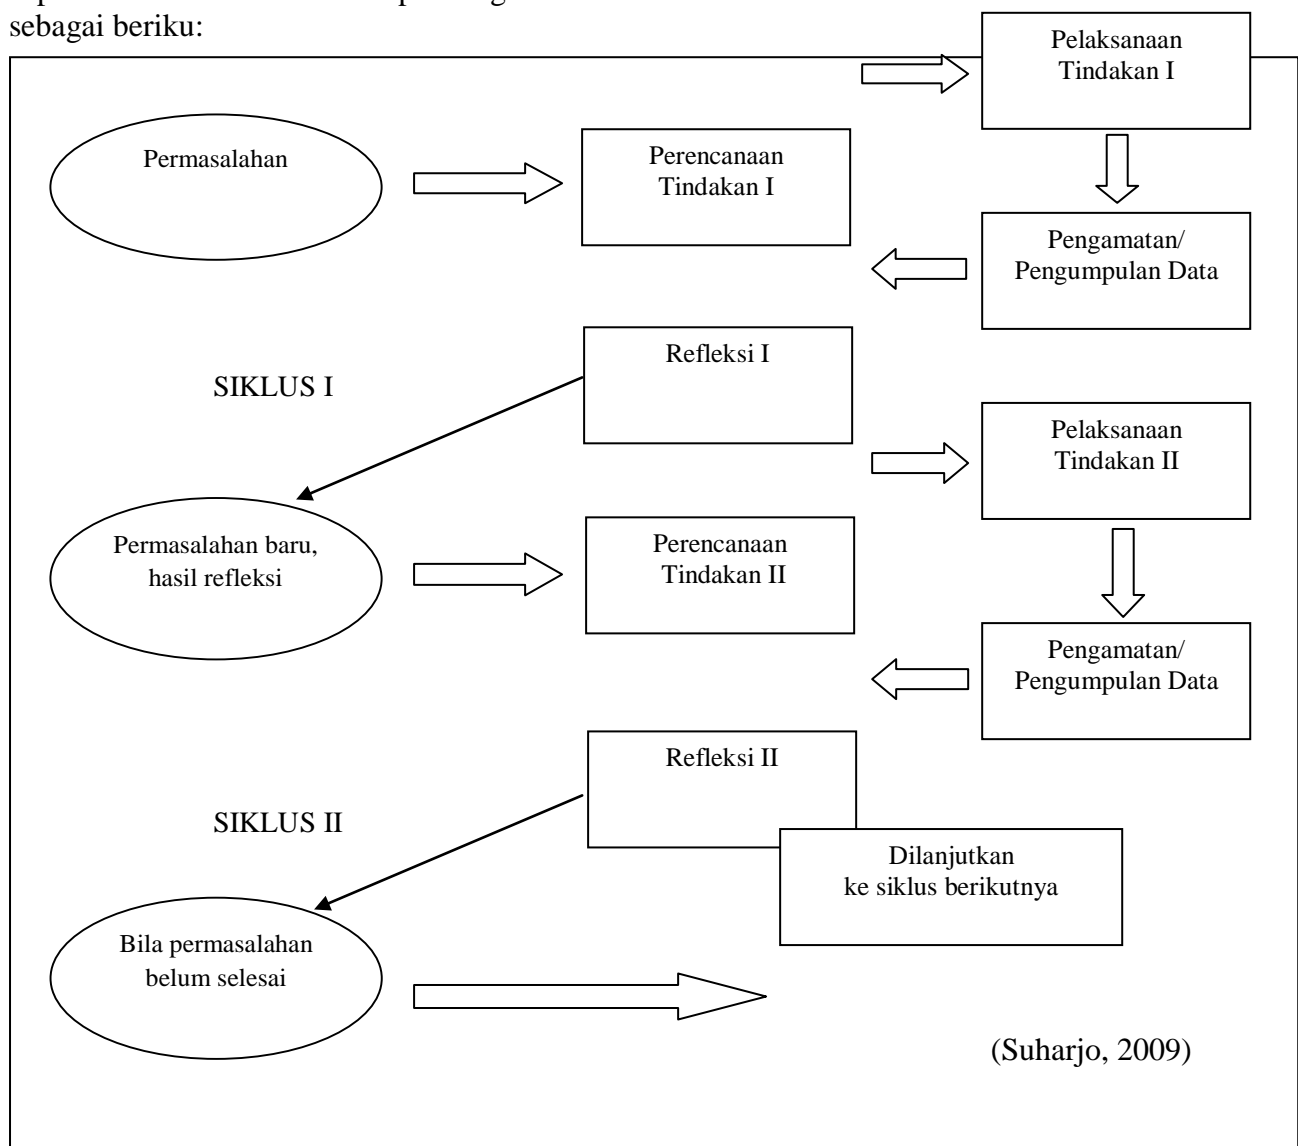 sebagai beriku:
Pelaksanaan
Tindakan I
Permasalahan
Perencanaan
Tindakan I
Pengamatan/
Pengumpulan Data
Refleksi I
SIKLUS I
Pelaksanaan
Tindakan II
Permasalahan baru,
hasil refleksi
Perencanaan
Tindakan II
Pengamatan/
Pengumpulan Data
Refleksi II
SIKLUS II
Dilanjutkan
ke siklus berikutnya
Bila permasalahan
belum selesai
(Suharjo, 2009)